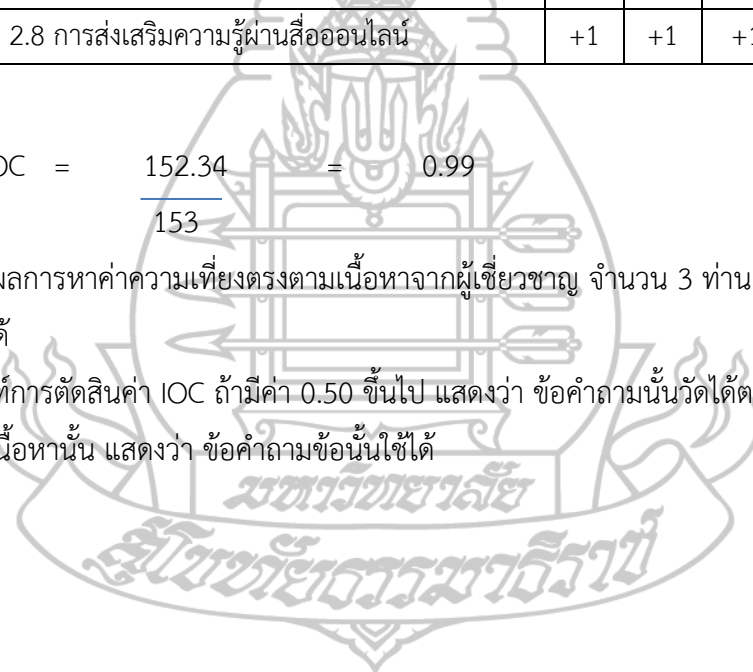 2.8 การส่งเสริมความรู้ผ่านสื่อออนไลน์ +1 +1 +1
OC = 152.34 = 0.99
153
ผลการหาค่าความเที่ยงตรงตามเนื้อหาจากผู้เชี่ยวชาญ จำนวน 3 ท่าน
ได้
ฑ์การตัดสินค่า IOC ถ้ามีค่า 0.50 ขึ้นไป แสดงว่า ข้อคำถามนั้นวัดได้ต
นื้อหานั้น แสดงว่า ข้อคำถามข้อนั้นใช้ได้
มหาวิทยาลัย
สุโขทัยธรรมาธิราช